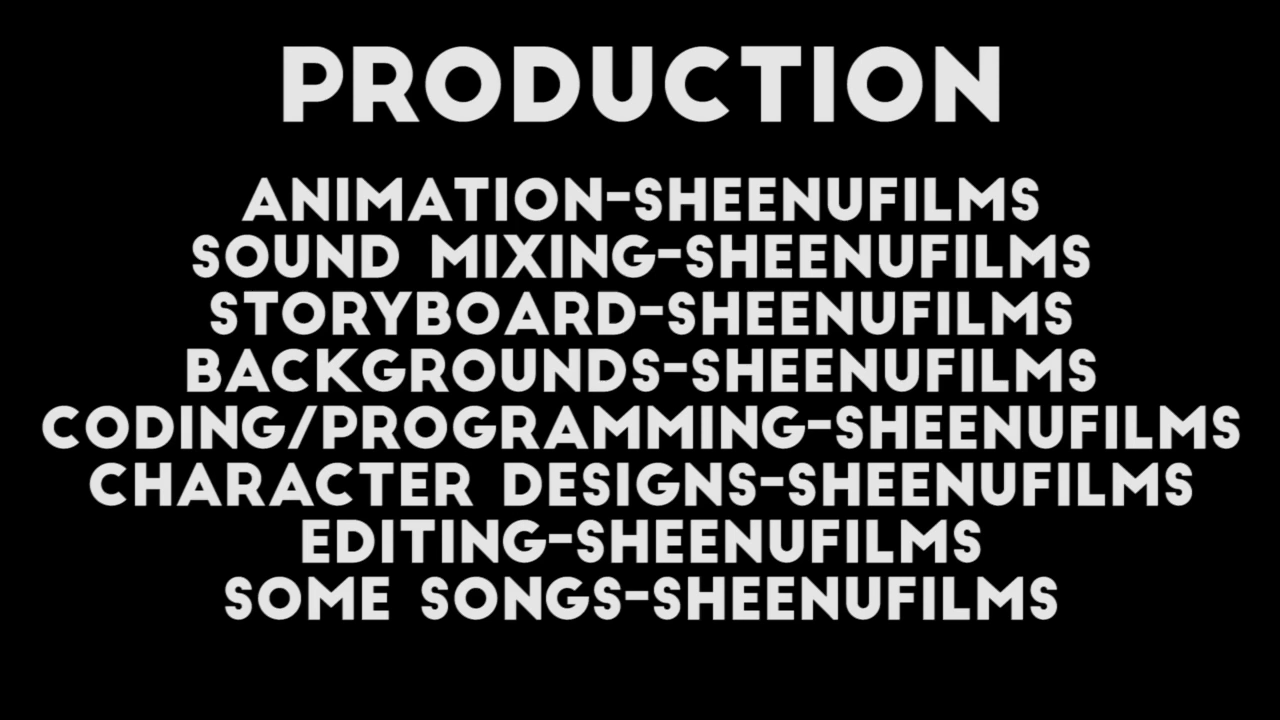 PRODUCTION
ANIMATION-SHEENUFILMS
SOUND MIXING-SHEENUFILMS
STORYBOARD-SHEENUFILMS
BACKGROUNDS-SHEENUFILMS
CODING/PROGRAMMING-SHEENUFILMS
CHARACTER DESIGNS-SHEENUFILMS
EDITING-SHEENUFILMS
SOME SONGS-SHEENUFILMS